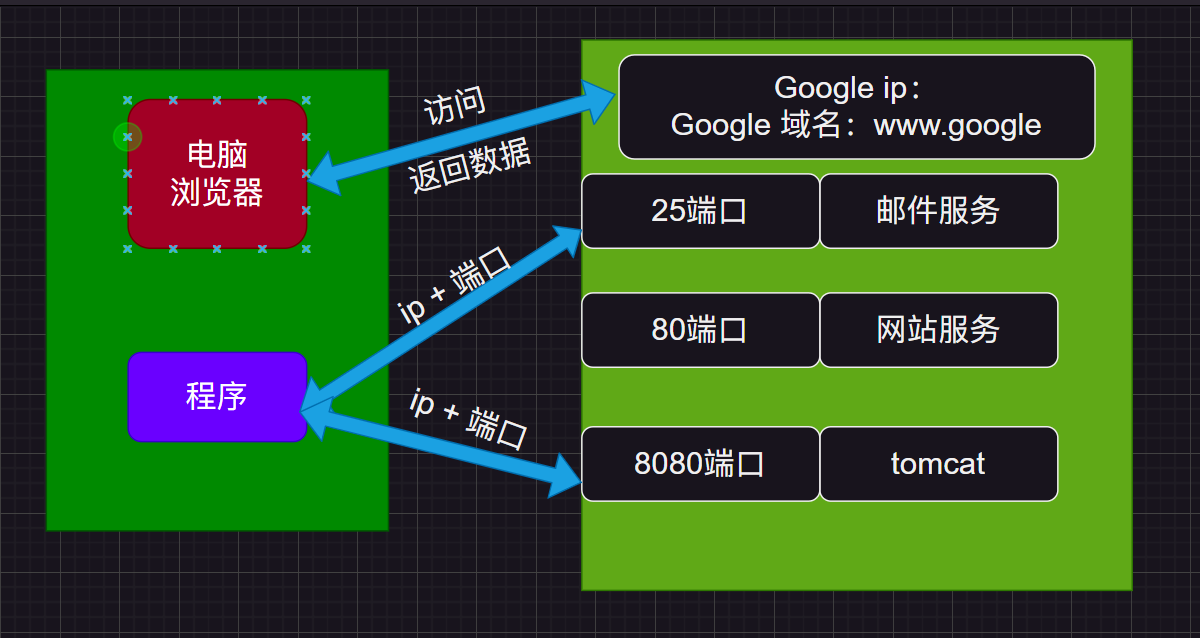 电脑
浏览器
程序
访问
返回数据
ip + 端口
ip + 端口
Google ip：
Google 域名：www.google
25端口
邮件服务
80端口
网站服务
8080端口
tomcat